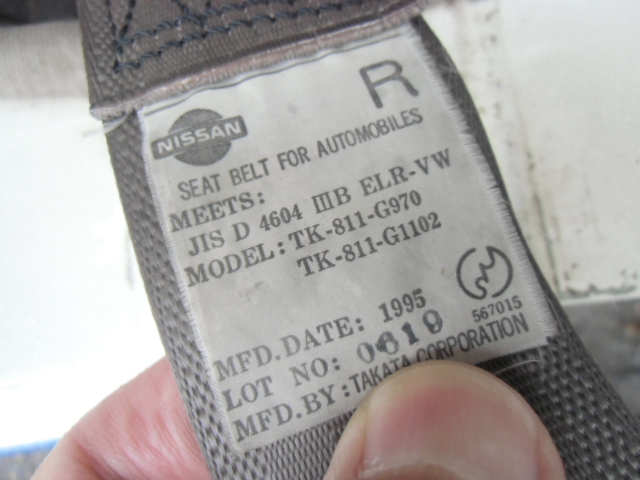 R
NISSAN
SEAT BELT FOR AUTOMOBILES
MEETS:
JIS D 4604 IIIB ELR-VW
MODEL: TK-811-G970
TK-811-G1102
MFD.DATE: 1995
567015
LOT NO: 0619
MFD.BY: TAKATA CORPORATION